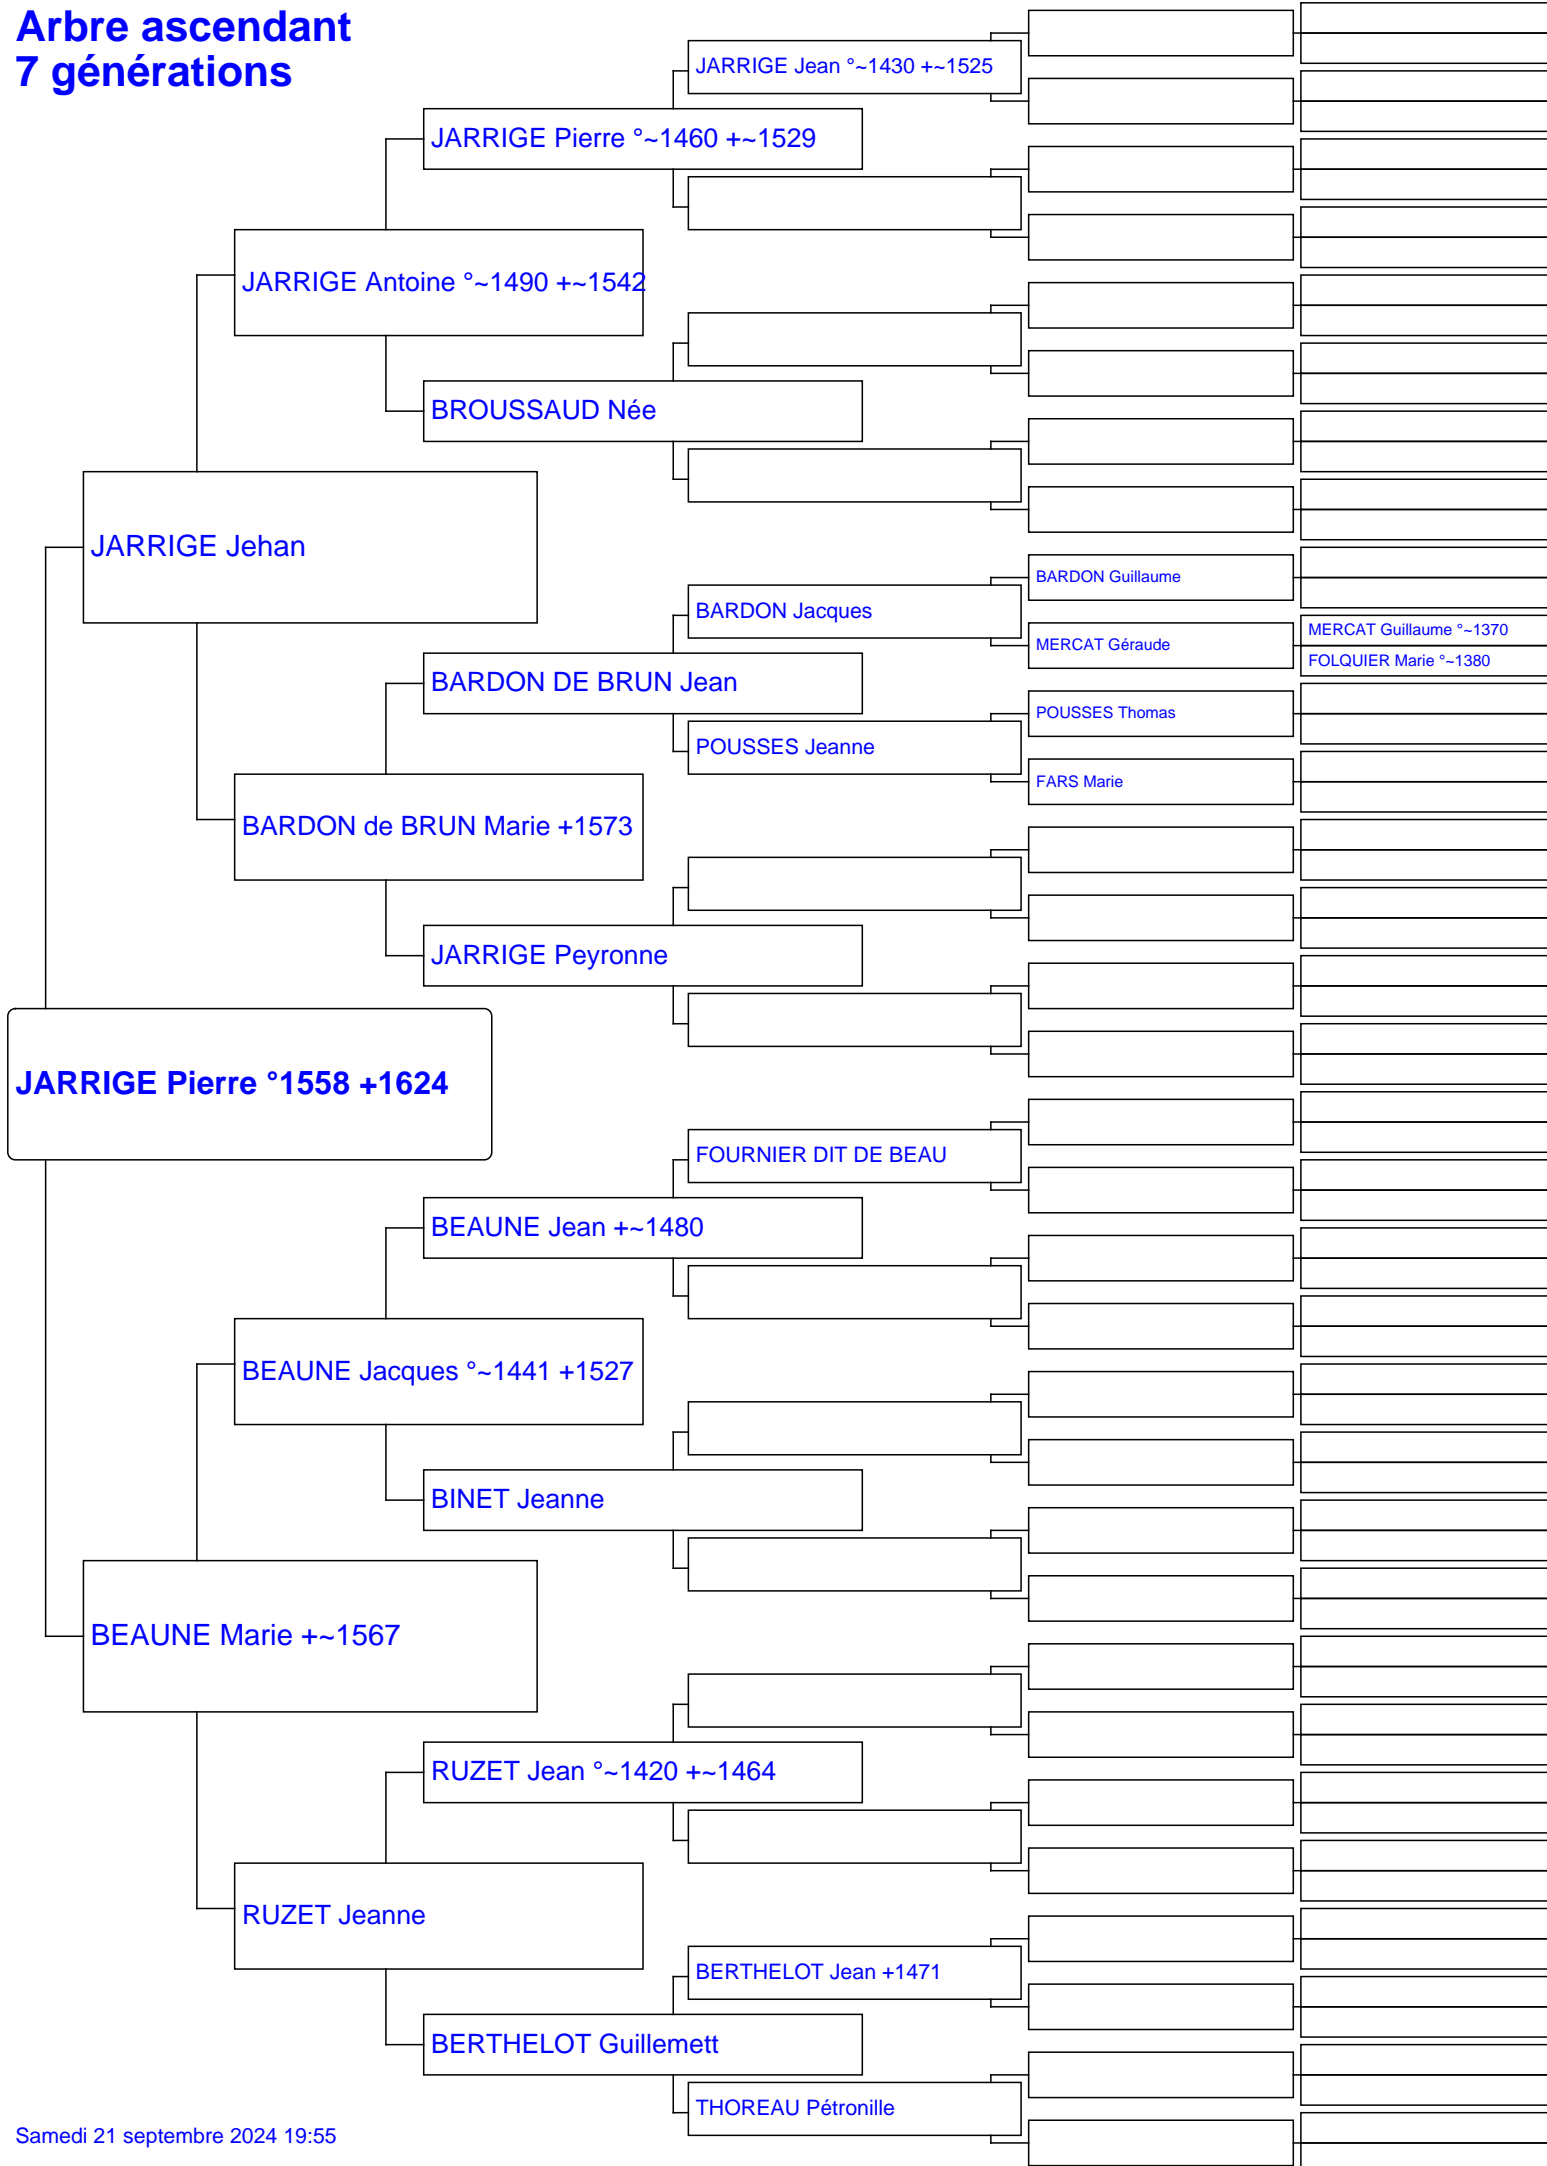 Arbre ascendant
7 générations
JARRIGE Jean °~1430 +~1525
JARRIGE Pierre °~1460 +~1529
JARRIGE Antoine °~1490 +~1542
BROUSSAUD Née
JARRIGE Jehan
BARDON Guillaume
BARDON Jacques
MERCAT Guillaume °~1370
MERCAT Géraude
FOLQUIER Marie °~1380
BARDON DE BRUN Jean
POUSSES Thomas
POUSSES Jeanne
FARS Marie
BARDON de BRUN Marie +1573
JARRIGE Peyronne
JARRIGE Pierre °1558 +1624
FOURNIER DIT DE BEAU
BEAUNE Jean +~1480
BEAUNE Jacques °~1441 +1527
BINET Jeanne
BEAUNE Marie +~1567
RUZET Jean °~1420 +~1464
RUZET Jeanne
BERTHELOT Jean +1471
BERTHELOT Guillemett
THOREAU Pétronille
Samedi 21 septembre 2024 19:55